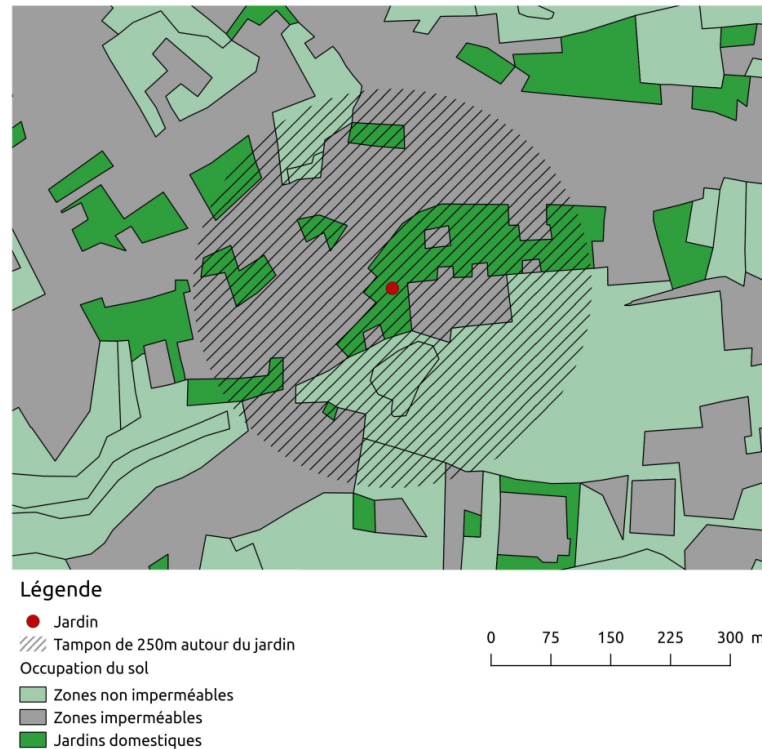 Légende
Jardin
Tampon de 250m autour du jardin
Occupation du sol
Zones non imperméables
Zones imperméables
Jardins domestiques
0 75 150 225 300 m